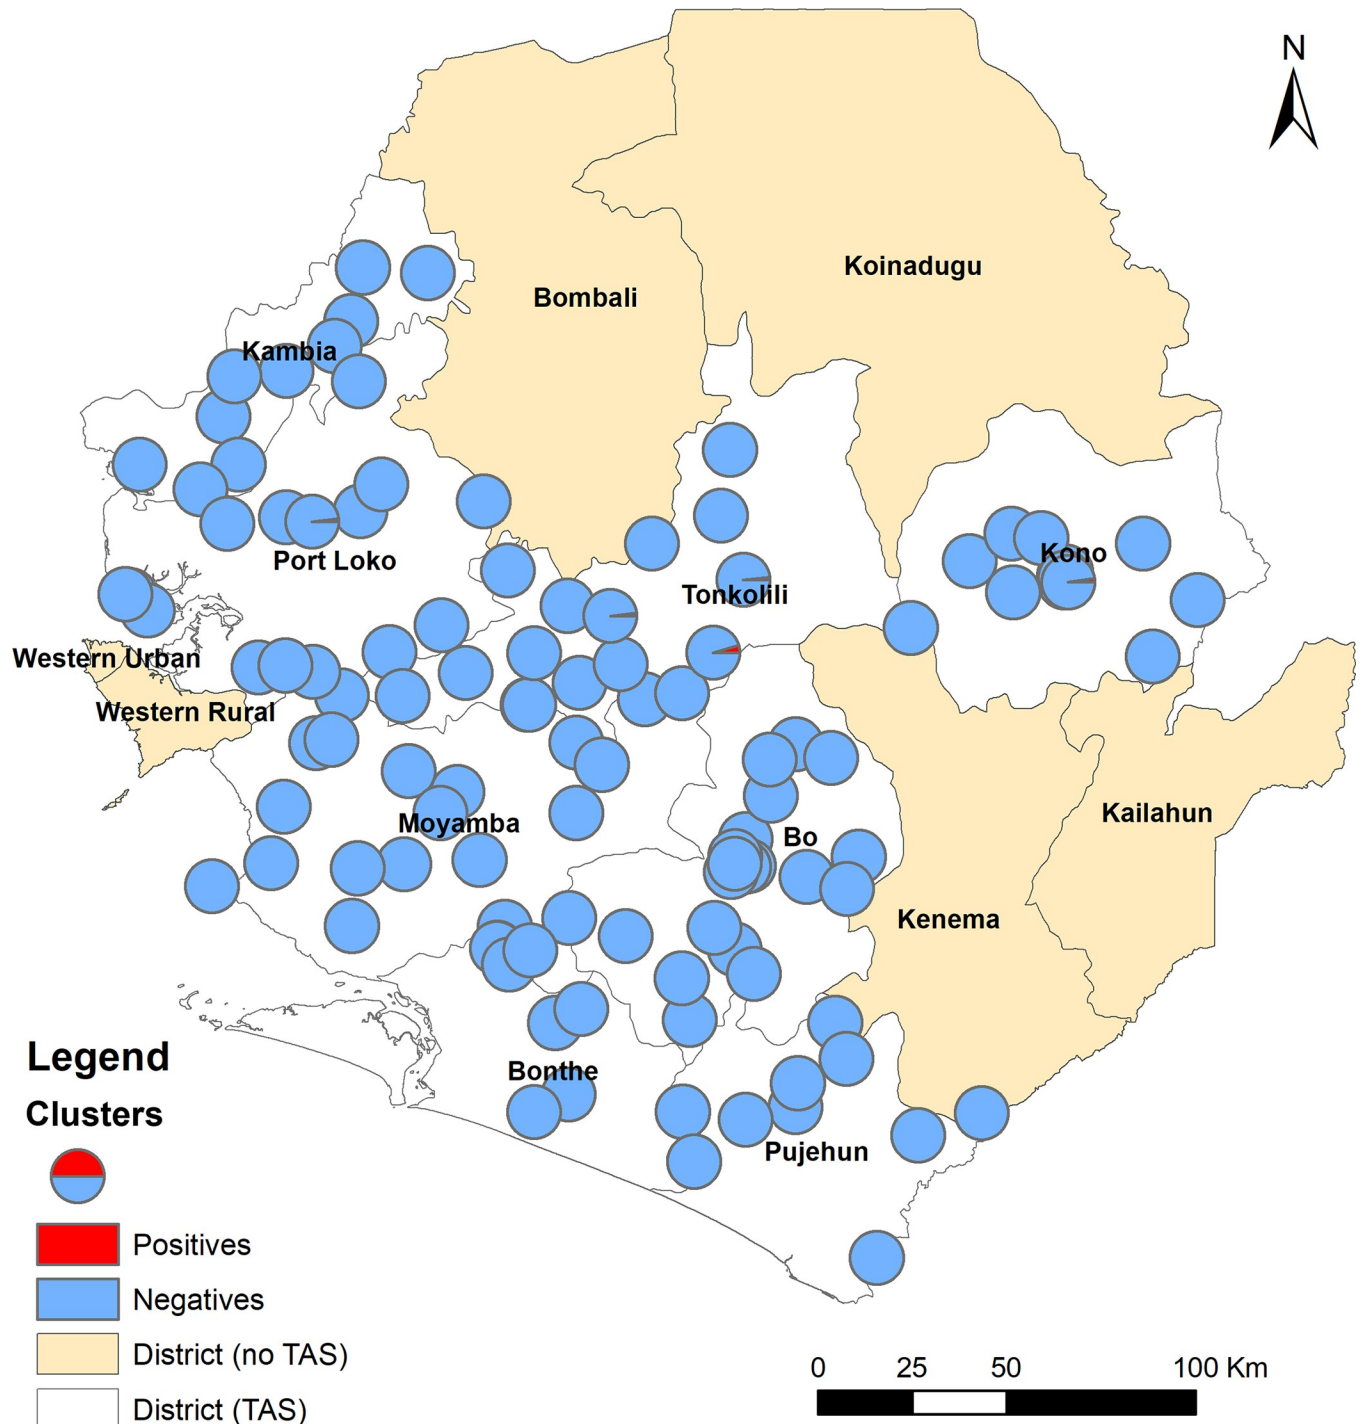 N
Koinadugu
Bombali
Kambia
Kono
Port Loko
Tonkolili
Western Urban
Western Rural
Kailahun
Moyamba
Bo
Kenema
Legend
Bonthe
Clusters
Pujehun
Positives
Negatives
District (no TAS)
0 25 50 100 Km
District (TAS)